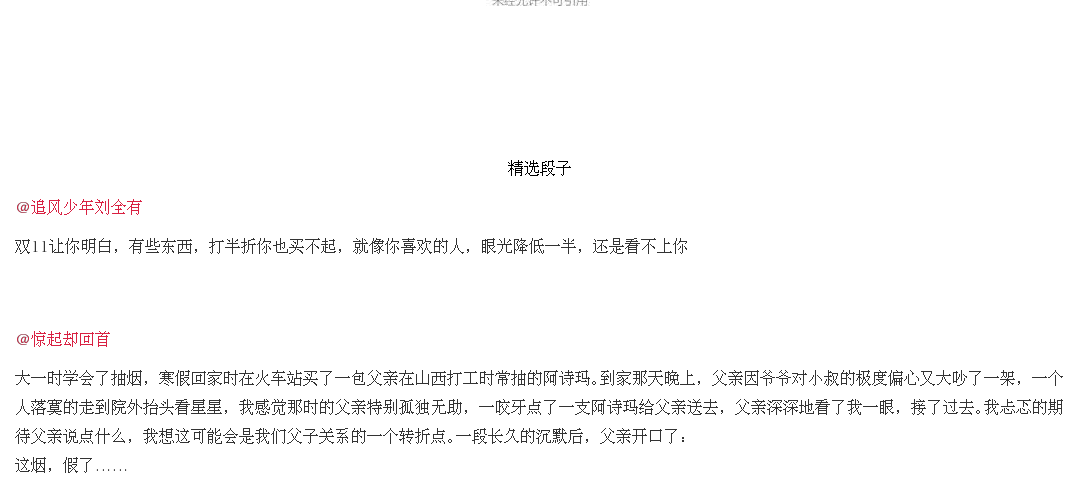 精选段子
@追风少年刘全有
双11让你明白，有些东西，打半折你也买不起，就像你喜欢的人，眼光降低一半，还是看不上你
@惊起却回首
大一时学会了抽烟，寒假回家时在火车站买了一包父亲在山西打工时常抽的阿诗玛。到家那天晚上，父亲因爷爷对小叔的极度偏心又大吵了一架，一个
人落寞的走到院外抬头看星星，我感觉那时的父亲特别孤独无助，一咬牙点了一支阿诗玛给父亲送去，父亲深深地看了我一眼，接了过去。我忐忑的期
待父亲说点什么，我想这可能会是我们父子关系的一个转折点。一段长久的沉默后，父亲开口了：
这烟，假了……